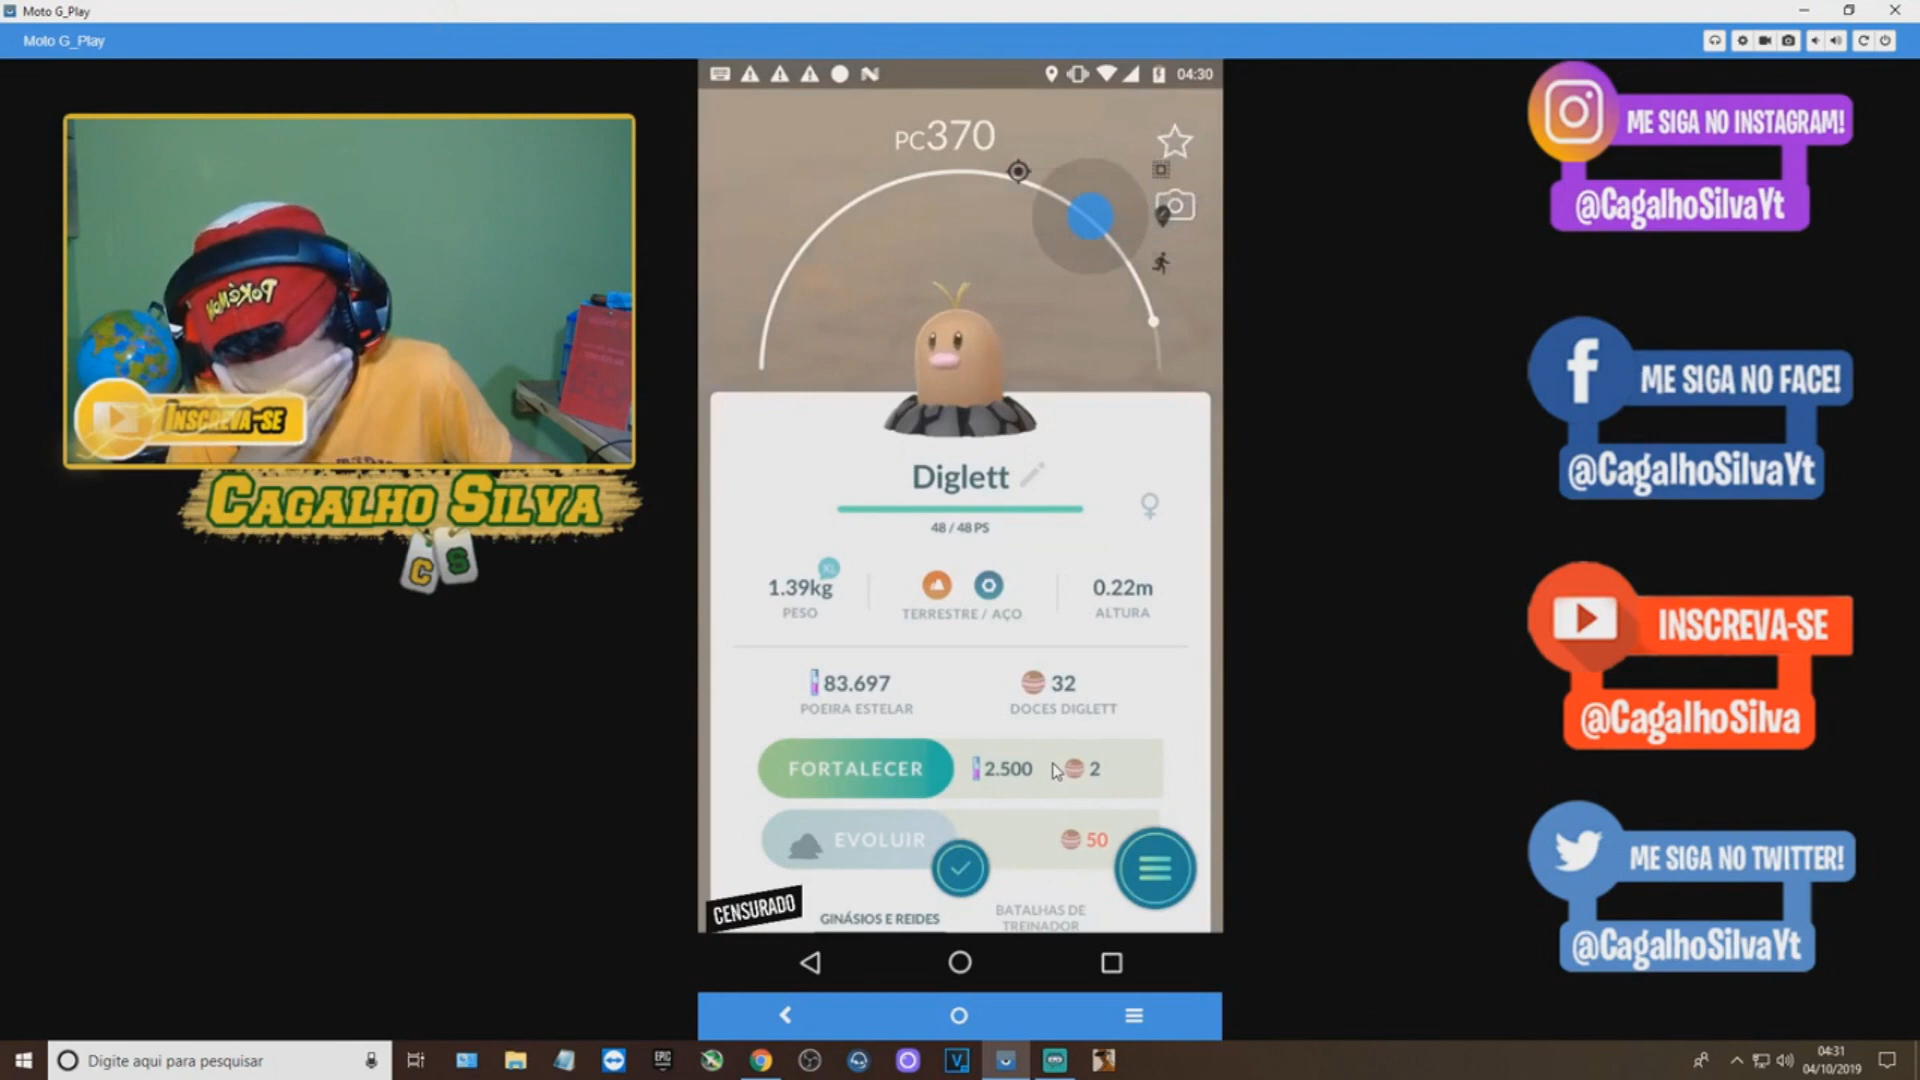 Moto G_Play
Moto G_Play
04:30
PC370
POKÉMON
INSCREVA-SE
CAGALHO SILVA
C S
Diglett
48 / 48 PS
XL
1.39kg
PESO
TERRESTRE / AÇO
0.22m
ALTURA
83.697
POEIRA ESTELAR
32
DOCES DIGLETT
FORTALECER
2.500
2
EVOLUIR
50
CENSURADO
GINÁSIOS E REIDES
BATALHAS DE
TREINADOR
ME SIGA NO INSTAGRAM!
@CagalhoSilvaYt
ME SIGA NO FACE!
@CagalhoSilvaYt
INSCREVA-SE
@CagalhoSilva
ME SIGA NO TWITTER!
@CagalhoSilvaYt
Digite aqui para pesquisar
EPIC
04:31
04/10/2019